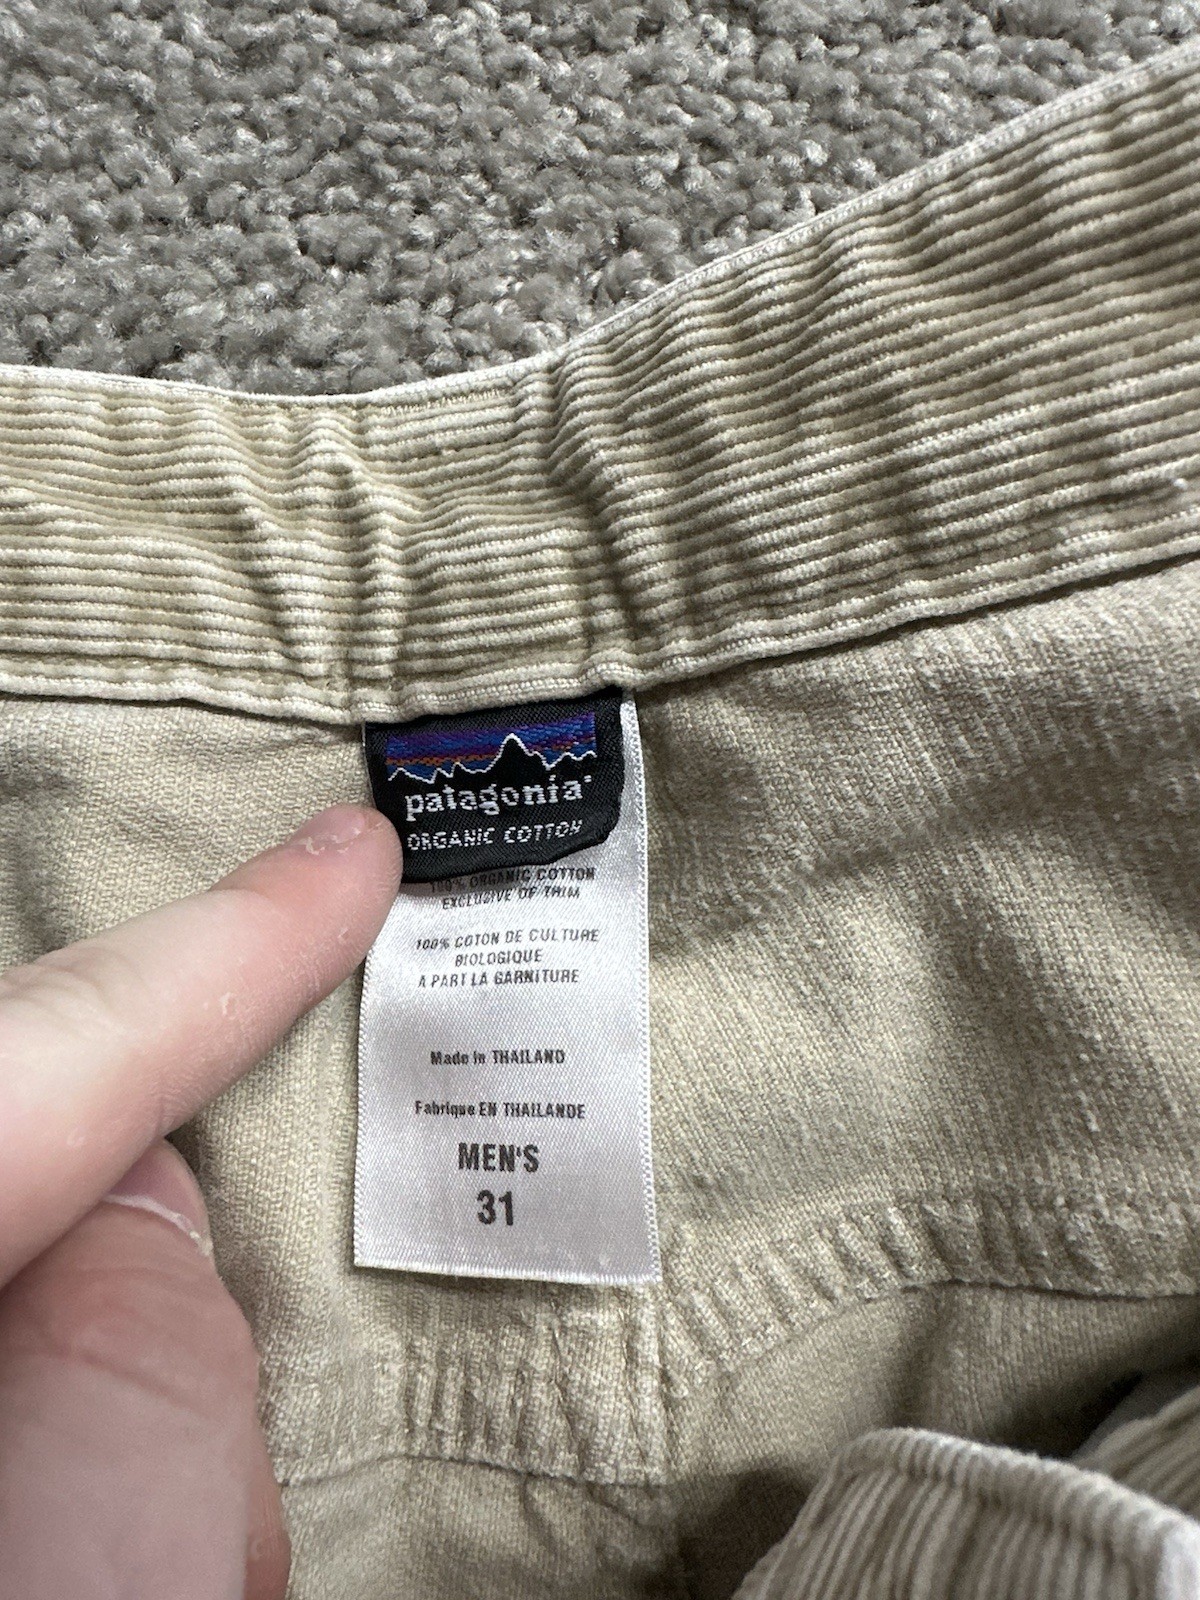 patagonia®
ORGANIC COTTON
100% ORGANIC COTTON
EXCLUSIVE OF TRIM
100% COTON DE CULTURE
BIOLOGIQUE
A PART LA GARNITURE
Made in THAILAND
Fabrique EN THAILANDE
MEN'S
31